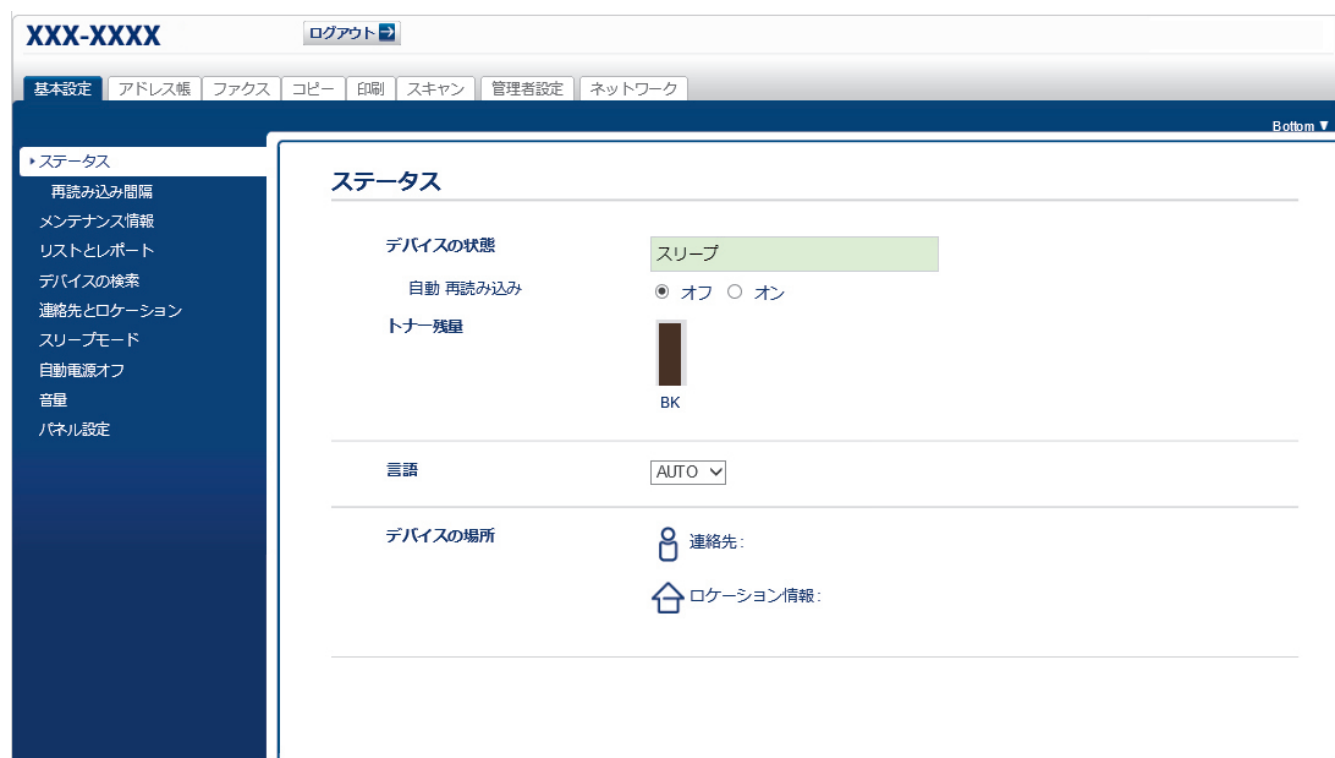 XXX-XXXX ログアウト
基本設定 アドレス帳 ファクス コピー 印刷 スキャン 管理者設定 ネットワーク
Bottom ▼
ステータス
再読み込み間隔
メンテナンス情報
リストとレポート
デバイスの検索
連絡先とロケーション
スリープモード
自動電源オフ
音量
パネル設定
ステータス
デバイスの状態 スリープ
自動 再読み込み オフ オン
トナー残量
BK
言語 AUTO
デバイスの場所 連絡先:
ロケーション情報: